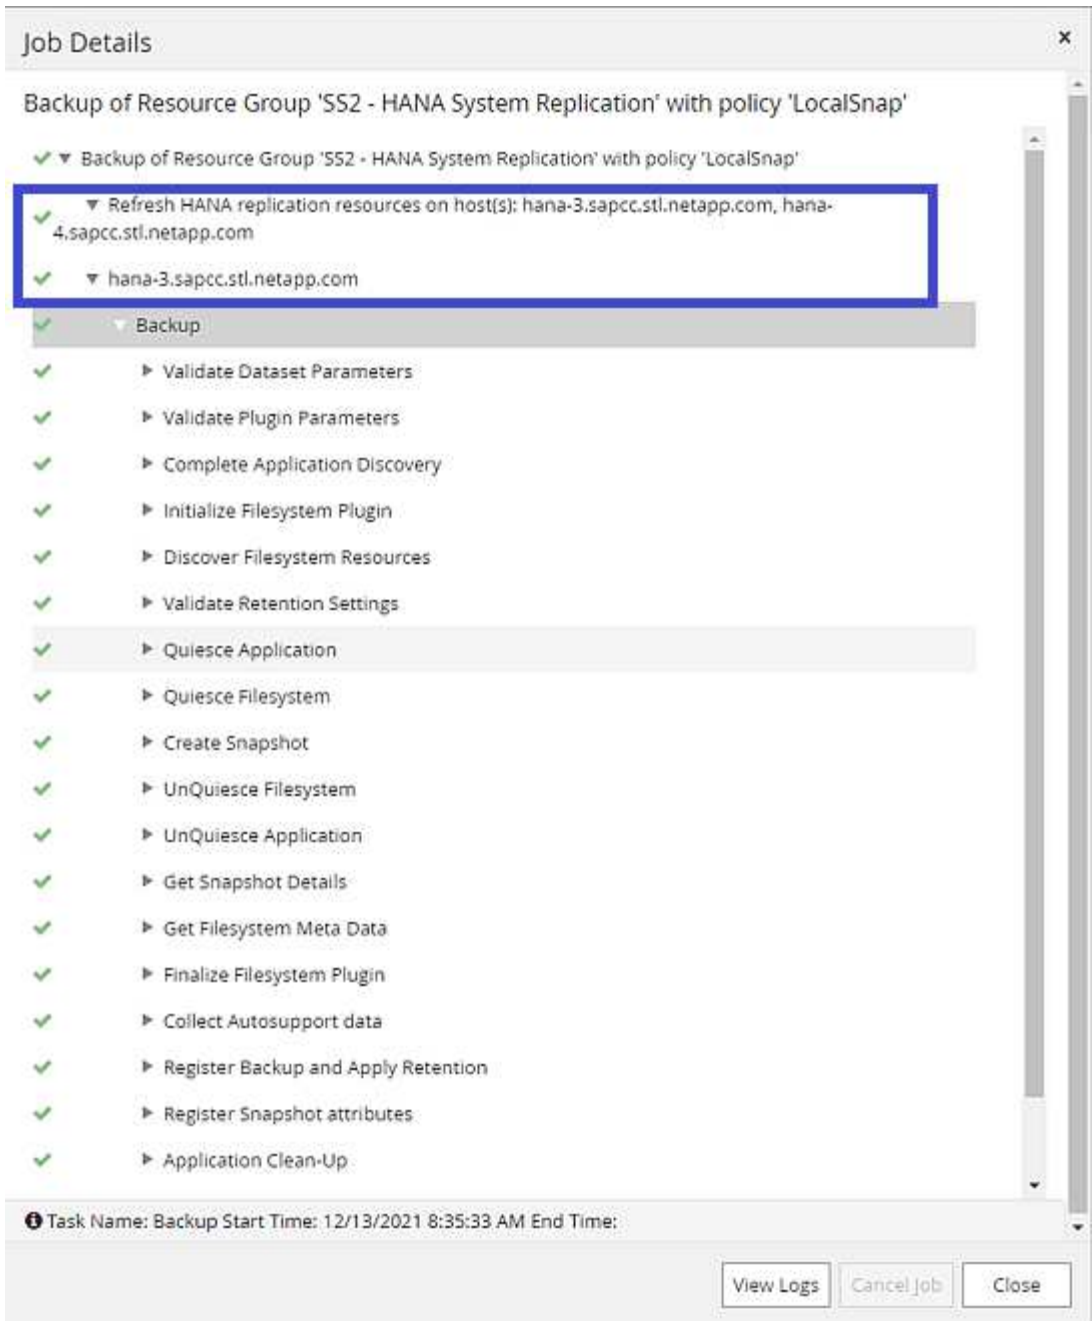 Job Details
x
Backup of Resource Group 'SS2 - HANA System Replication' with policy 'LocalSnap'
Backup of Resource Group 'SS2 - HANA System Replication' with policy 'LocalSnap'
Refresh HANA replication resources on host(s): hana-3.sapcc.stl.netapp.com, hana-
4.sapcc.stl.netapp.com
hana-3.sapcc.stl.netapp.com
Backup
Validate Dataset Parameters
Validate Plugin Parameters
Complete Application Discovery
Initialize Filesystem Plugin
Discover Filesystem Resources
Validate Retention Settings
Quiesce Application
Quiesce Filesystem
Create Snapshot
UnQuiesce Filesystem
UnQuiesce Application
Get Snapshot Details
Get Filesystem Meta Data
Finalize Filesystem Plugin
Collect Autosupport data
Register Backup and Apply Retention
Register Snapshot attributes
Application Clean-Up
Task Name: Backup Start Time: 12/13/2021 8:35:33 AM End Time:
View Logs
Cancel Job
Close